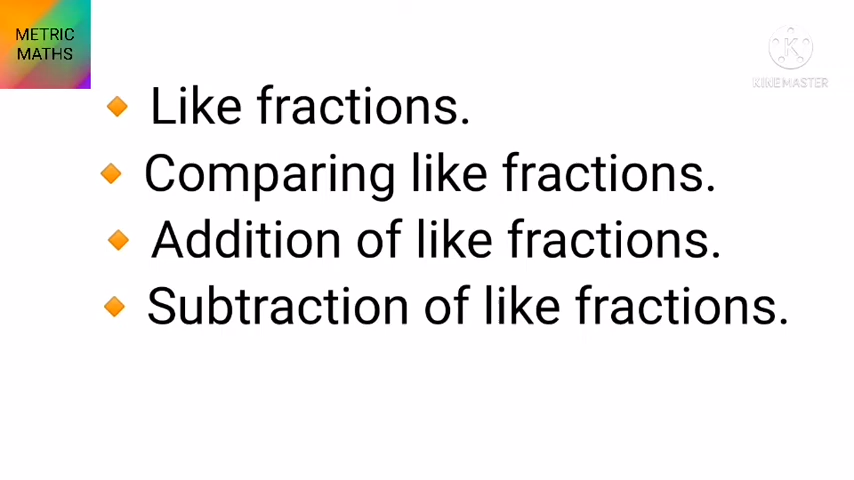 METRIC
MATHS
KINEMASTER
🔸 Like fractions.
🔸 Comparing like fractions.
🔸 Addition of like fractions.
🔸 Subtraction of like fractions.